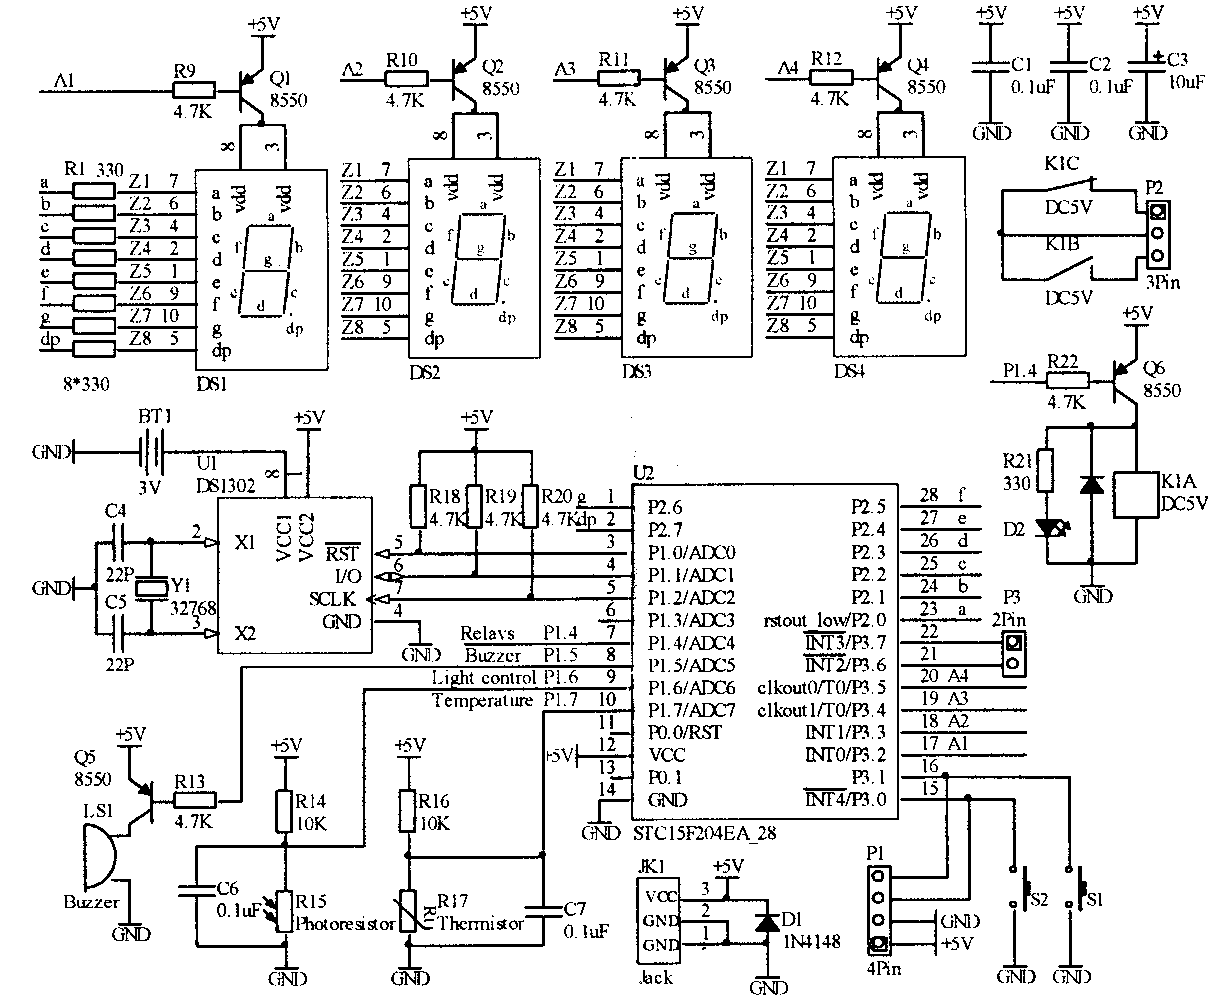 +5V +5V +5V +5V +5V +5V +5V
A1 R9 4.7K Q1 8550
A2 R10 4.7K Q2 8550
A3 R11 4.7K Q3 8550
A4 R12 4.7K Q4 8550
C1 0.1uF C2 0.1uF C3 10uF
GND GND GND
8 3 8 3 8 3 8 3
R1 330
a Z1 7 a vdd vdd
b Z2 6 b
c Z3 4 c
d Z4 2 d
e Z5 1 e
f Z6 9 f
g Z7 10 g
dp Z8 5 dp
a f b g e c d dp
8*330
DS1
Z1 7 a vdd vdd
Z2 6 b
Z3 4 c
Z4 2 d
Z5 1 e
Z6 9 f
Z7 10 g
Z8 5 dp
a f b g e c d dp
DS2
Z1 7 a vdd vdd
Z2 6 b
Z3 4 c
Z4 2 d
Z5 1 e
Z6 9 f
Z7 10 g
Z8 5 dp
a f b g e c d dp
DS3
Z1 7 a vdd vdd
Z2 6 b
Z3 4 c
Z4 2 d
Z5 1 e
Z6 9 f
Z7 10 g
Z8 5 dp
a f b g e c d dp
DS4
K1C
DC5V
P2
K1B
DC5V
3Pin
+5V
P1.4 R22 4.7K Q6 8550
R21 330
D2
K1A
DC5V
GND
BT1
GND
3V
+5V
U1
DS1302
8 1
VCC1 VCC2
C4
22P
GND
Y1
32768
C5
22P
2 X1
3 X2
RST 5
I/O 6
SCLK 7
GND 4
GND
+5V
R18 4.7K
R19 4.7K
R20 4.7K
U2
g 1 P2.6
dp 2 P2.7
3 P1.0/ADC0
4 P1.1/ADC1
5 P1.2/ADC2
6 P1.3/ADC3
Relays P1.4 7 P1.4/ADC4
Buzzer P1.5 8 P1.5/ADC5
Light control P1.6 9 P1.6/ADC6
Temperature P1.7 10 P1.7/ADC7
11 P0.0/RST
+5V 12 VCC
13 P0.1
14 GND
GND
P2.5 28 f
P2.4 27 e
P2.3 26 d
P2.2 25 c
P2.1 24 b
rstout_low/P2.0 23 a
INT3/P3.7 22
INT2/P3.6 21
clkout0/T0/P3.5 20 A4
clkout1/T0/P3.4 19 A3
INT1/P3.3 18 A2
INT0/P3.2 17 A1
P3.1 16
INT4/P3.0 15
STC15F204EA_28
P3
2Pin
+5V
Q5
8550
R13
4.7K
LS1
Buzzer
GND
+5V
R14
10K
C6
0.1uF
R15
Photoresistor
GND
+5V
R16
10K
R17
Thermistor
C7
0.1uF
GND
JK1
VCC 3
GND 2
GND 1
Jack
+5V
D1
1N4148
GND
P1
GND
+5V
4Pin
S2
S1
GND
GND